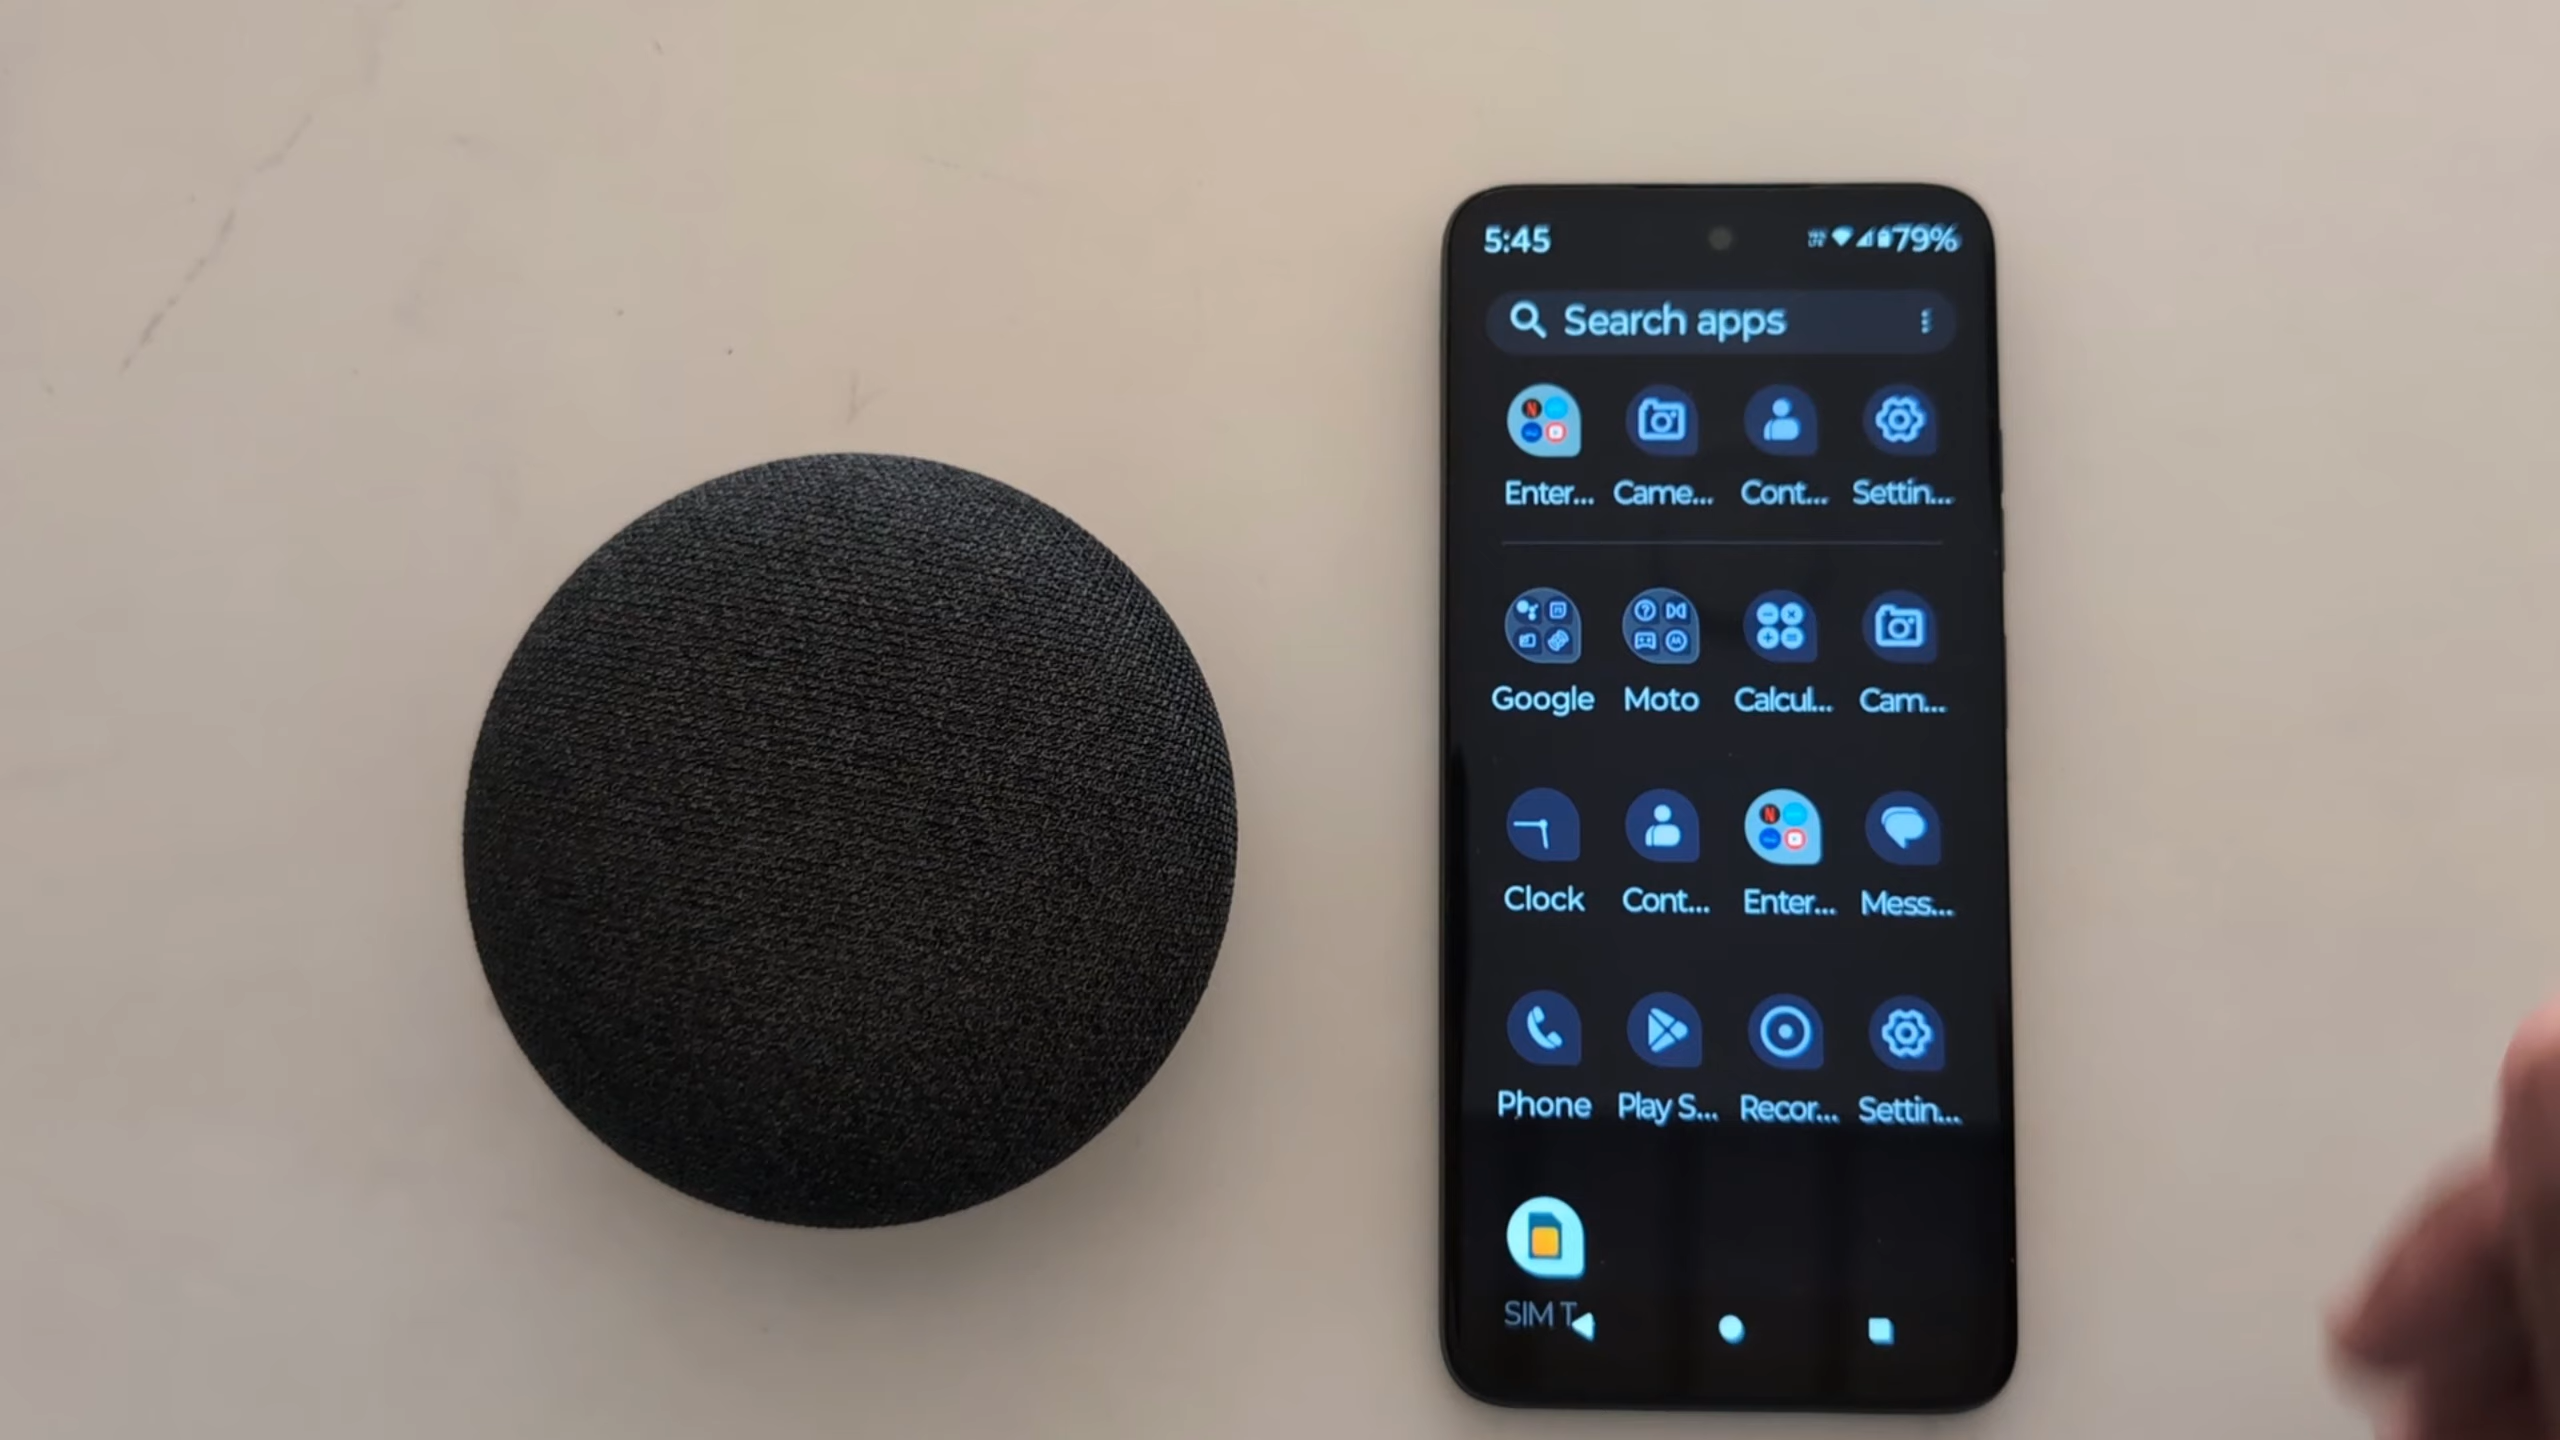 5:45 79%
Search apps
Enter... Came... Cont... Settin...
Google Moto Calcul... Cam...
Clock Cont... Enter... Mess...
Phone Play S... Recor... Settin...
SIM T